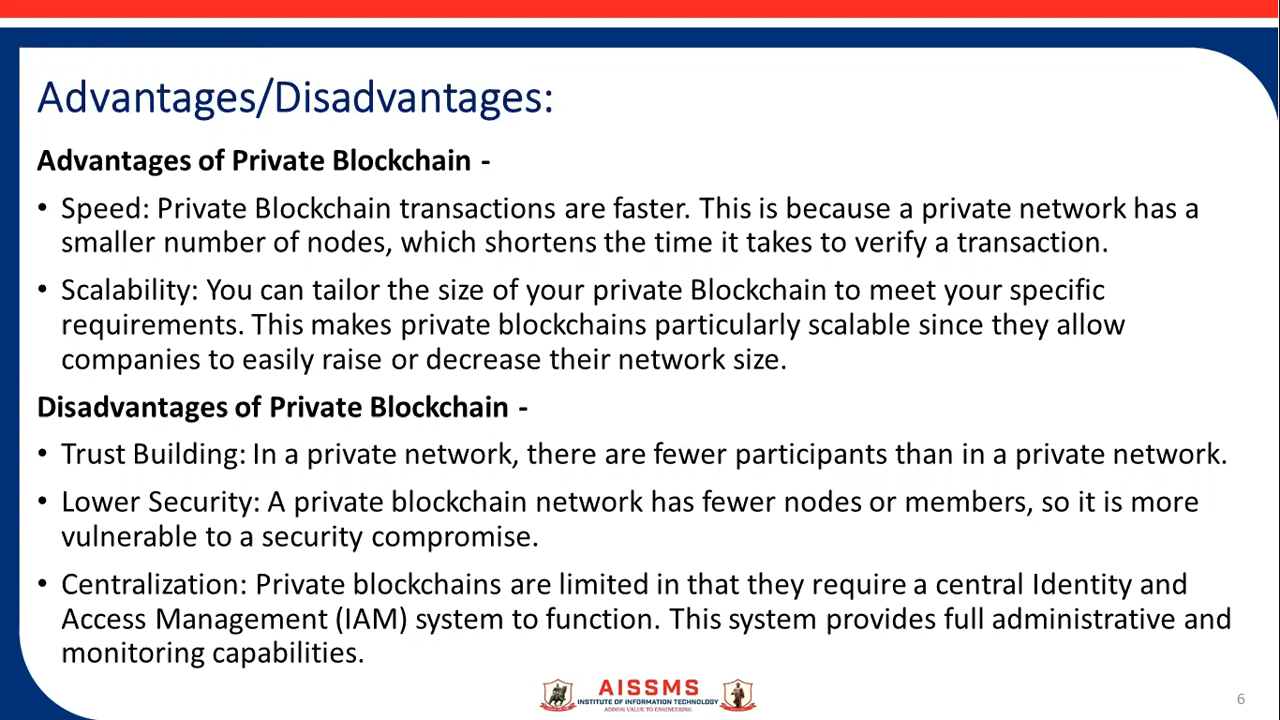 Advantages/Disadvantages:
Advantages of Private Blockchain -
• Speed: Private Blockchain transactions are faster. This is because a private network has a
smaller number of nodes, which shortens the time it takes to verify a transaction.
• Scalability: You can tailor the size of your private Blockchain to meet your specific
requirements. This makes private blockchains particularly scalable since they allow
companies to easily raise or decrease their network size.
Disadvantages of Private Blockchain -
• Trust Building: In a private network, there are fewer participants than in a private network.
• Lower Security: A private blockchain network has fewer nodes or members, so it is more
vulnerable to a security compromise.
• Centralization: Private blockchains are limited in that they require a central Identity and
Access Management (IAM) system to function. This system provides full administrative and
monitoring capabilities.
AISSMS
INSTITUTE OF INFORMATION TECHNOLOGY
ADDING VALUE TO ENGINEERING
6